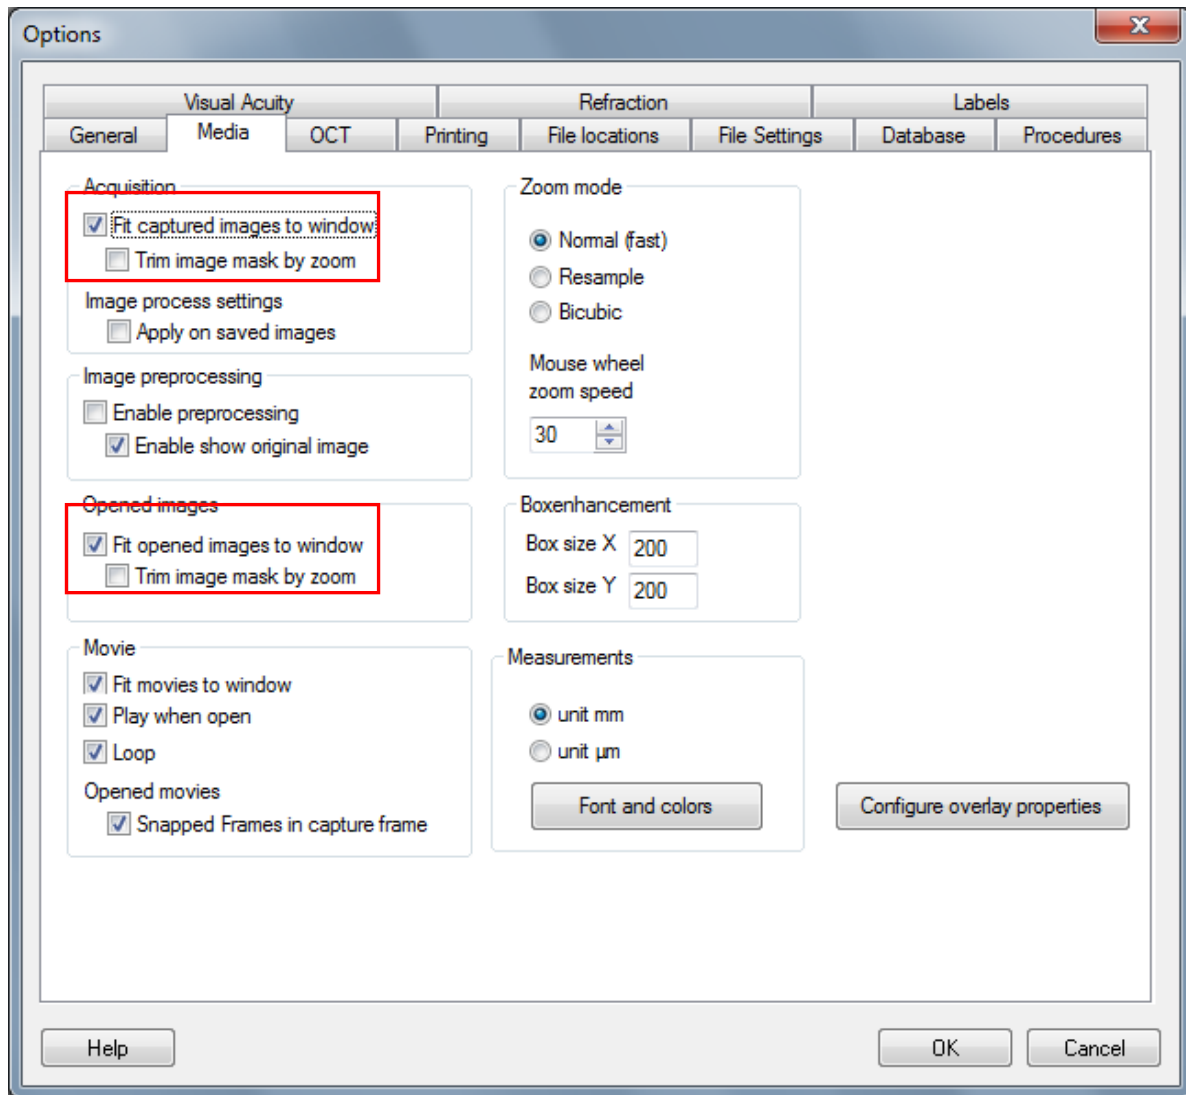 Options
Visual Acuity Refraction Labels
General Media OCT Printing File locations File Settings Database Procedures
Acquisition
Fit captured images to window
Trim image mask by zoom
Image process settings
Apply on saved images
Image preprocessing
Enable preprocessing
Enable show original image
Opened images
Fit opened images to window
Trim image mask by zoom
Movie
Fit movies to window
Play when open
Loop
Opened movies
Snapped Frames in capture frame
Zoom mode
Normal (fast)
Resample
Bicubic
Mouse wheel
zoom speed
30
Boxenhancement
Box size X 200
Box size Y 200
Measurements
unit mm
unit µm
Font and colors
Configure overlay properties
Help OK Cancel